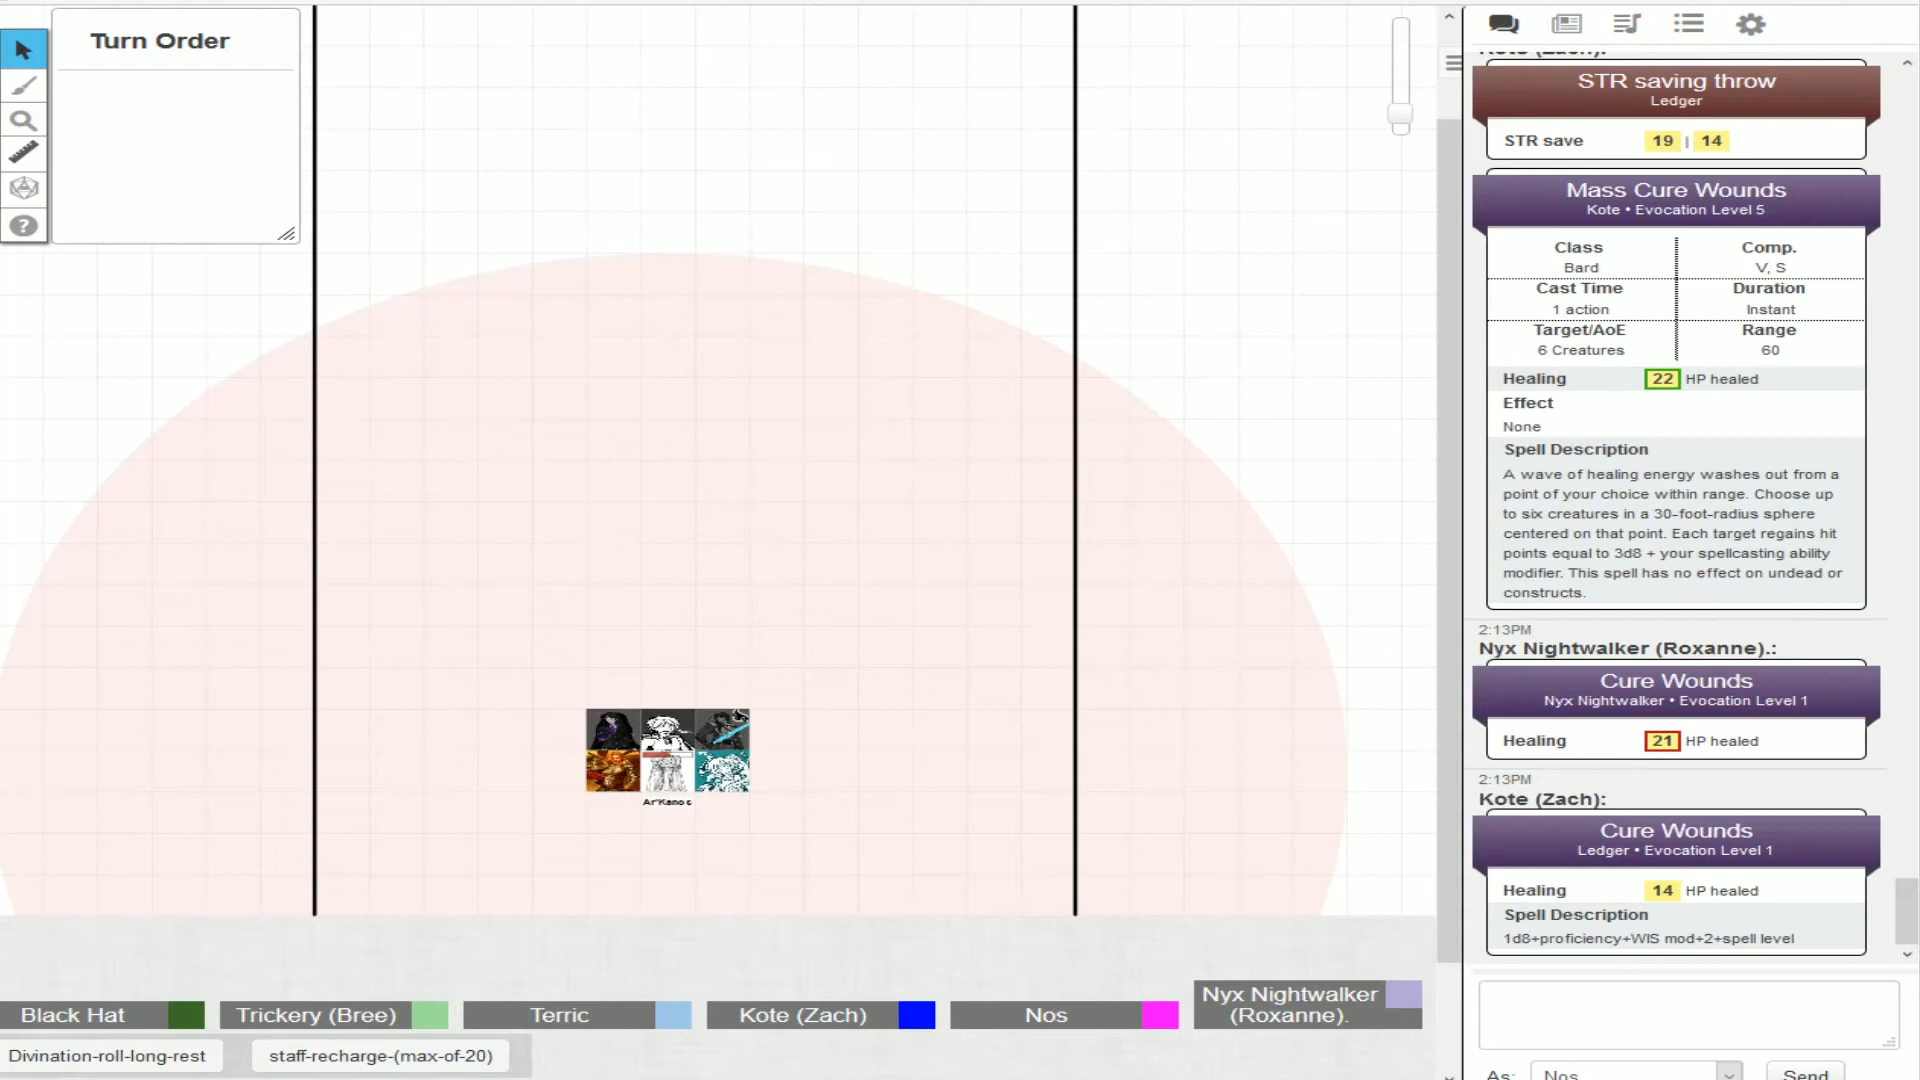 Turn Order
Ar'Kanos
Black Hat
Trickery (Bree)
Terric
Kote (Zach)
Nos
Nyx Nightwalker
(Roxanne).
Divination-roll-long-rest
staff-recharge-(max-of-20)
Kote (Zach):
STR saving throw
Ledger
STR save 19 | 14
Mass Cure Wounds
Kote • Evocation Level 5
Class Comp.
Bard V, S
Cast Time Duration
1 action Instant
Target/AoE Range
6 Creatures 60
Healing 22 HP healed
Effect
None
Spell Description
A wave of healing energy washes out from a
point of your choice within range. Choose up
to six creatures in a 30-foot-radius sphere
centered on that point. Each target regains hit
points equal to 3d8 + your spellcasting ability
modifier. This spell has no effect on undead or
constructs.
2:13PM
Nyx Nightwalker (Roxanne).:
Cure Wounds
Nyx Nightwalker • Evocation Level 1
Healing 21 HP healed
2:13PM
Kote (Zach):
Cure Wounds
Ledger • Evocation Level 1
Healing 14 HP healed
Spell Description
1d8+proficiency+WIS mod+2+spell level
As: Nos Send